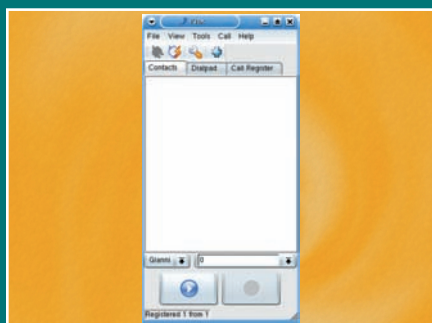 File View Tools Call Help
Contacts Dialpad Call Register
Gianni 0
Registered 1 from 1